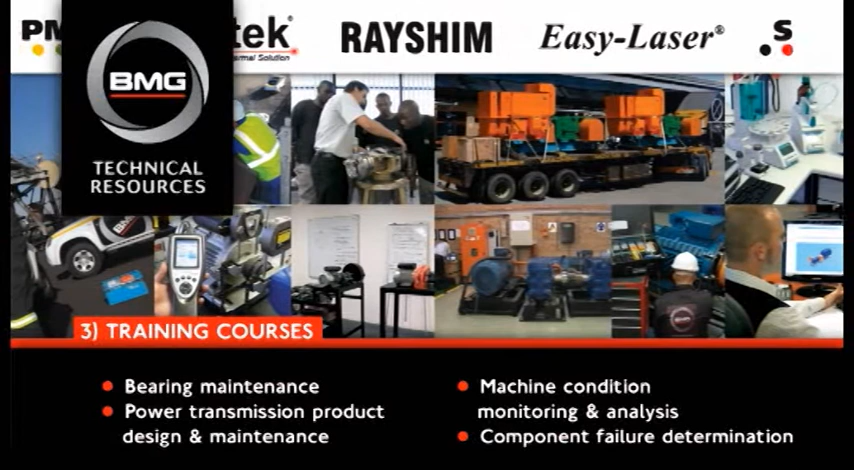 RAYSHIM
Easy-Laser®
S
BMG
TECHNICAL
RESOURCES
BMG
3) TRAINING COURSES
• Bearing maintenance
• Power transmission product
design & maintenance
• Machine condition
monitoring & analysis
• Component failure determination